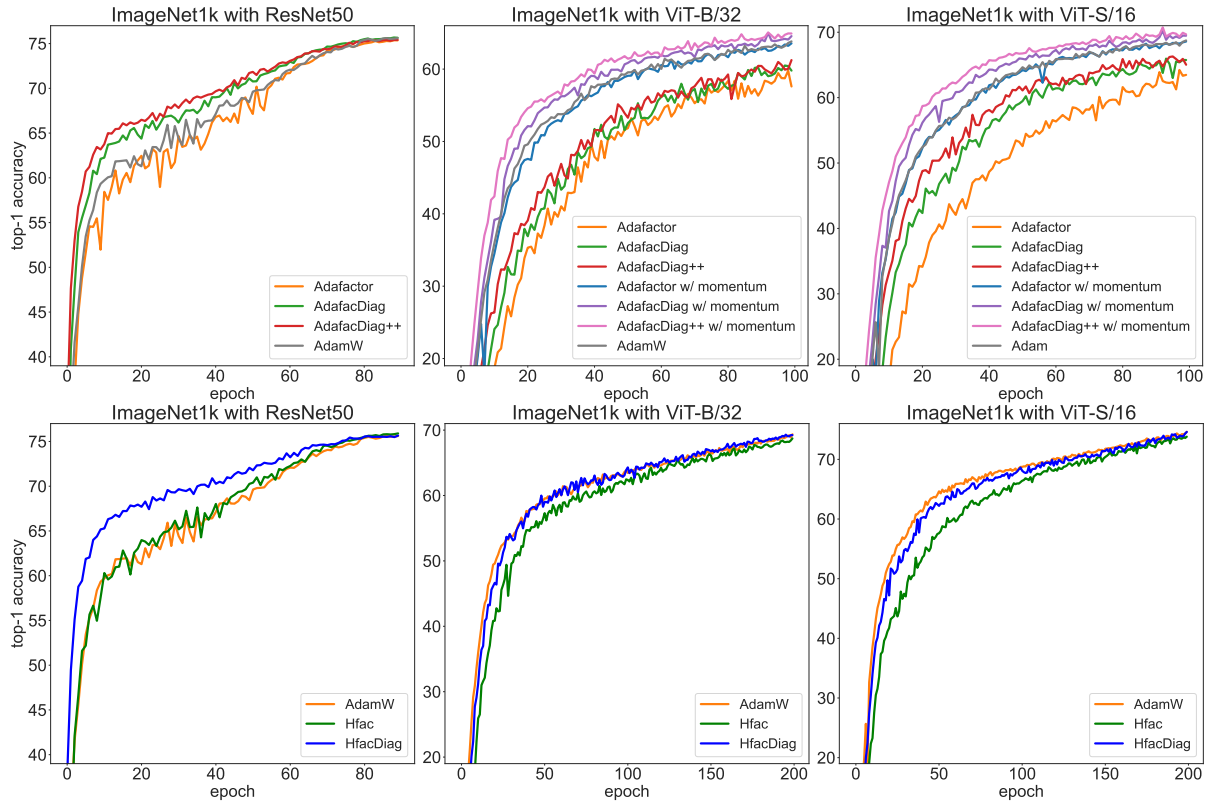 ImageNet1k with ResNet50
top-1 accuracy
75
70
65
60
55
50
45
40
0
20
40
60
80
epoch
Adafactor
AdafacDiag
AdafacDiag++
AdamW
ImageNet1k with ViT-B/32
60
50
40
30
20
0
20
40
60
80
100
epoch
Adafactor
AdafacDiag
AdafacDiag++
Adafactor w/ momentum
AdafacDiag w/ momentum
AdafacDiag++ w/ momentum
AdamW
ImageNet1k with ViT-S/16
70
60
50
40
30
20
0
20
40
60
80
100
epoch
Adafactor
AdafacDiag
AdafacDiag++
Adafactor w/ momentum
AdafacDiag w/ momentum
AdafacDiag++ w/ momentum
Adam
ImageNet1k with ResNet50
top-1 accuracy
75
70
65
60
55
50
45
40
0
20
40
60
80
epoch
AdamW
Hfac
HfacDiag
ImageNet1k with ViT-B/32
70
60
50
40
30
20
0
50
100
150
200
epoch
AdamW
Hfac
HfacDiag
ImageNet1k with ViT-S/16
70
60
50
40
30
20
0
50
100
150
200
epoch
AdamW
Hfac
HfacDiag